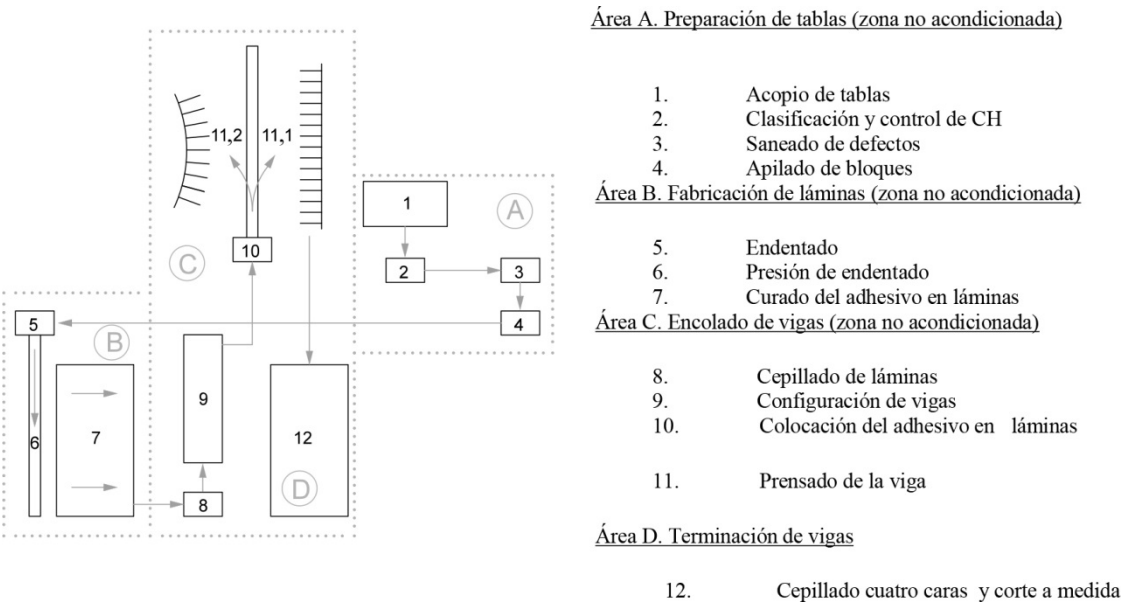 11,2
11,1
10
C
1
A
2
3
4
5
B
6
7
9
8
12
D
Área A. Preparación de tablas (zona no acondicionada)
1. Acopio de tablas
2. Clasificación y control de CH
3. Saneado de defectos
4. Apilado de bloques
Área B. Fabricación de láminas (zona no acondicionada)
5. Endentado
6. Presión de endentado
7. Curado del adhesivo en láminas
Área C. Encolado de vigas (zona no acondicionada)
8. Cepillado de láminas
9. Configuración de vigas
10. Colocación del adhesivo en láminas
11. Prensado de la viga
Área D. Terminación de vigas
12. Cepillado cuatro caras y corte a medida